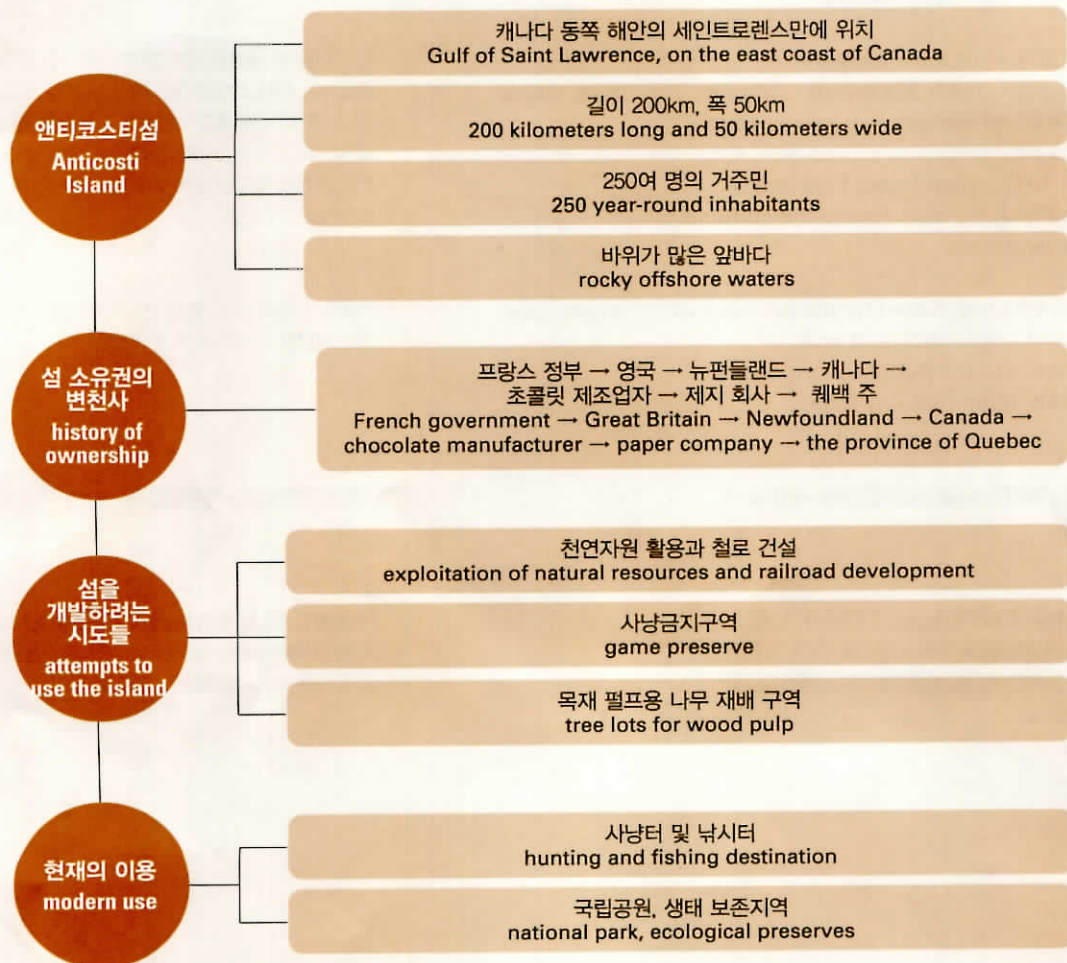 앤티코스티섬
Anticosti
Island
캐나다 동쪽 해안의 세인트로렌스만에 위치
Gulf of Saint Lawrence, on the east coast of Canada
길이 200km, 폭 50km
200 kilometers long and 50 kilometers wide
250여 명의 거주민
250 year-round inhabitants
바위가 많은 앞바다
rocky offshore waters
섬 소유권의
변천사
history of
ownership
프랑스 정부 → 영국 → 뉴펀들랜드 → 캐나다 →
초콜릿 제조업자 → 제지 회사 → 퀘백 주
French government → Great Britain → Newfoundland → Canada →
chocolate manufacturer → paper company → the province of Quebec
섬을
개발하려는
시도들
attempts to
use the island
천연자원 활용과 철로 건설
exploitation of natural resources and railroad development
사냥금지구역
game preserve
목재 펄프용 나무 재배 구역
tree lots for wood pulp
현재의 이용
modern use
사냥터 및 낚시터
hunting and fishing destination
국립공원, 생태 보존지역
national park, ecological preserves